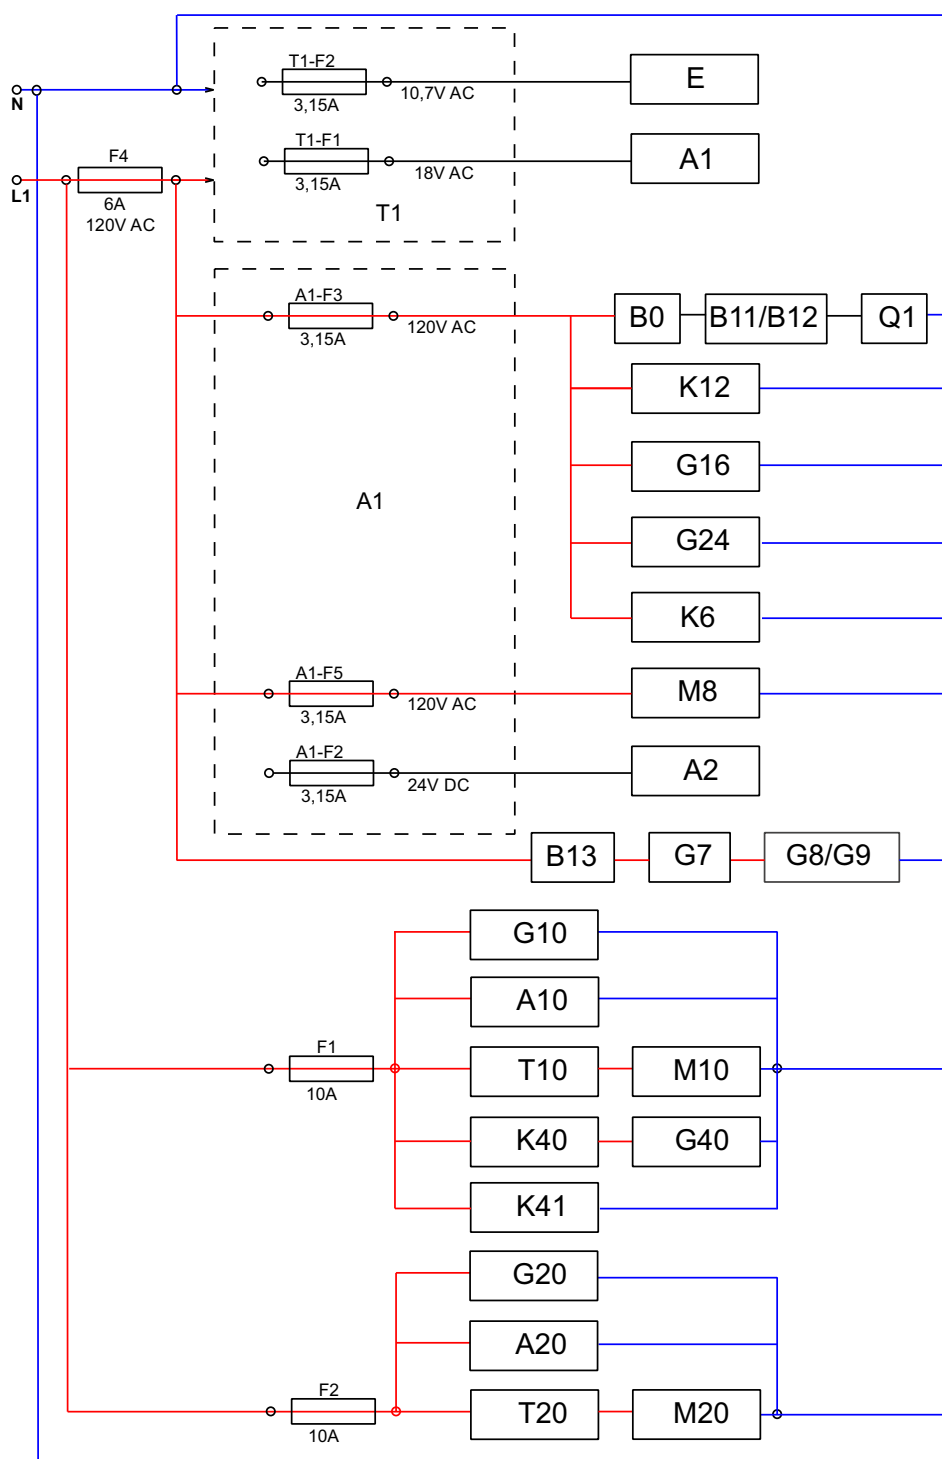 T1-F2
10,7V AC
3,15A
E
N
T1-F1
18V AC
3,15A
A1
F4
L1
6A
120V AC
T1
A1-F3
3,15A
120V AC
B0
B11/B12
Q1
K12
G16
A1
G24
K6
A1-F5
3,15A
120V AC
M8
A1-F2
3,15A
24V DC
A2
B13
G7
G8/G9
G10
A10
F1
10A
T10
M10
K40
G40
K41
G20
A20
F2
10A
T20
M20